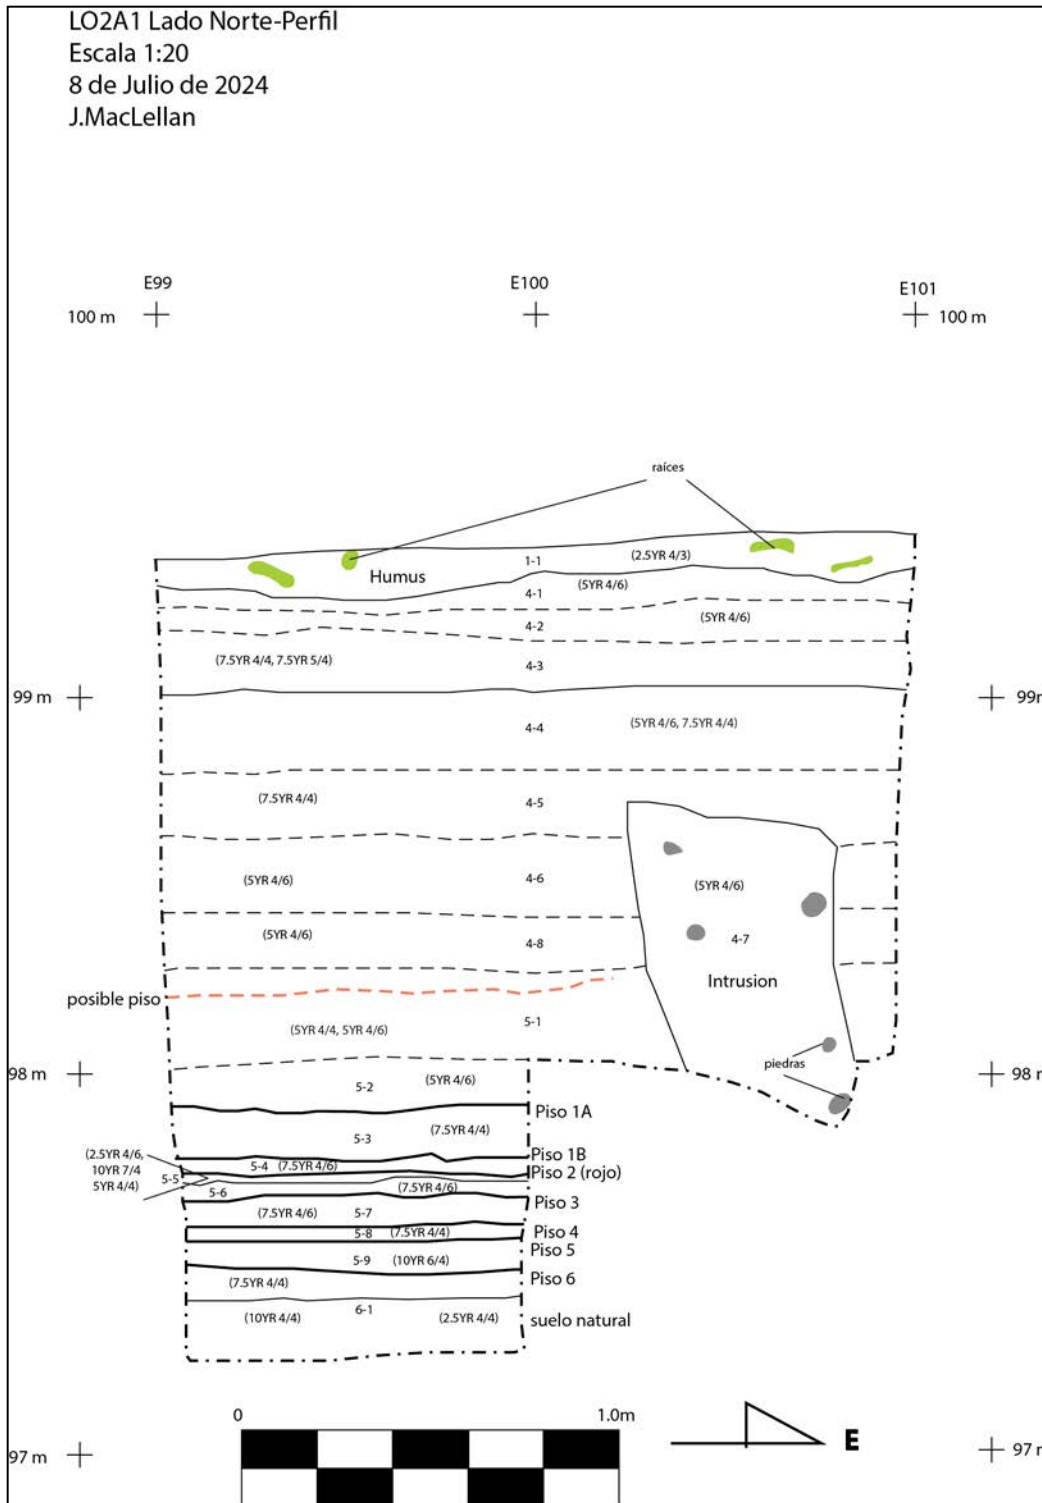 LO2A1 Lado Norte-Perfil
Escala 1:20
8 de Julio de 2024
J.MacLellan
E99
E100
E101
100 m
100 m
raíces
1-1
(2.5YR 4/3)
Humus
4-1
(5YR 4/6)
4-2
(5YR 4/6)
(7.5YR 4/4, 7.5YR 5/4)
4-3
99 m
99m
4-4
(5YR 4/6, 7.5YR 4/4)
(7.5YR 4/4)
4-5
(5YR 4/6)
4-6
(5YR 4/6)
(5YR 4/6)
4-8
4-7
Intrusion
posible piso
(5YR 4/4, 5YR 4/6)
5-1
98 m
piedras
98 m
5-2
(5YR 4/6)
Piso 1A
5-3
(7.5YR 4/4)
Piso 1B
(2.5YR 4/6,
10YR 7/4
5YR 4/4)
5-4
(7.5YR 4/6)
Piso 2 (rojo)
5-5
5-6
(7.5YR 4/6)
Piso 3
(7.5YR 4/6)
5-7
Piso 4
5-8
(7.5YR 4/4)
Piso 5
5-9
(10YR 6/4)
Piso 6
(7.5YR 4/4)
6-1
(10YR 4/4)
(2.5YR 4/4)
suelo natural
0
1.0m
E
97 m
97 m